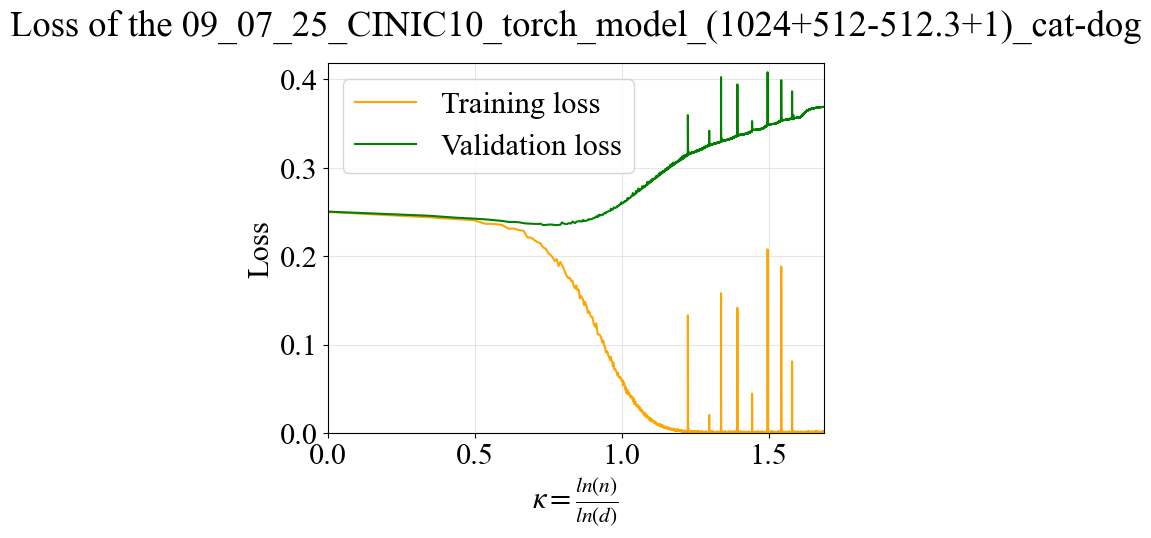 Loss of the 09_07_25_CINIC10_torch_model_(1024+512-512.3+1)_cat-dog
Training loss
Validation loss
Loss
0.4
0.3
0.2
0.1
0.0
0.0 0.5 1.0 1.5
κ = ln(n) / ln(d)